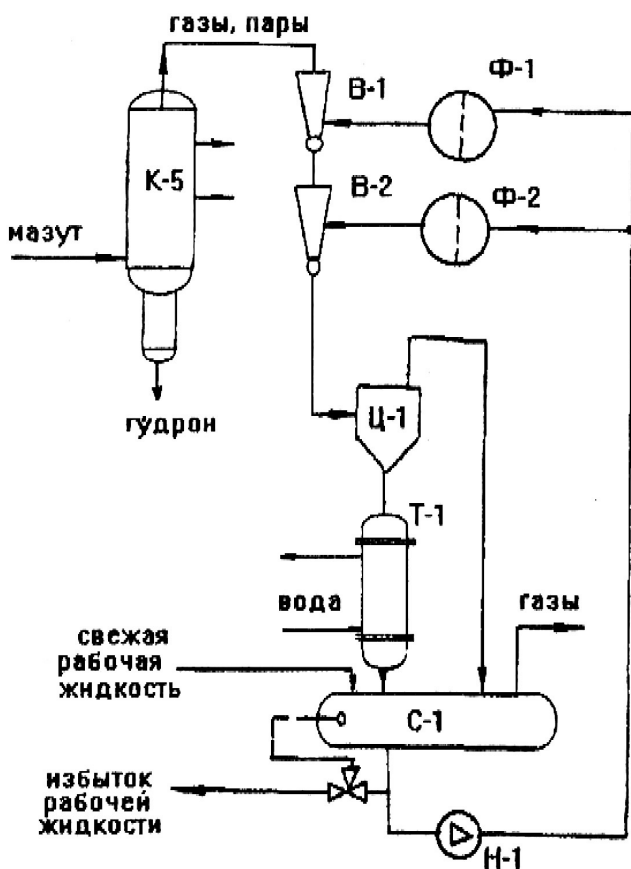 газы, пары
Ф-1
В-1
К-5
В-2
Ф-2
мазут
гудрон
Ц-1
Т-1
вода
газы
свежая
рабочая
жидкость
С-1
избыток
рабочей
жидкости
Н-1